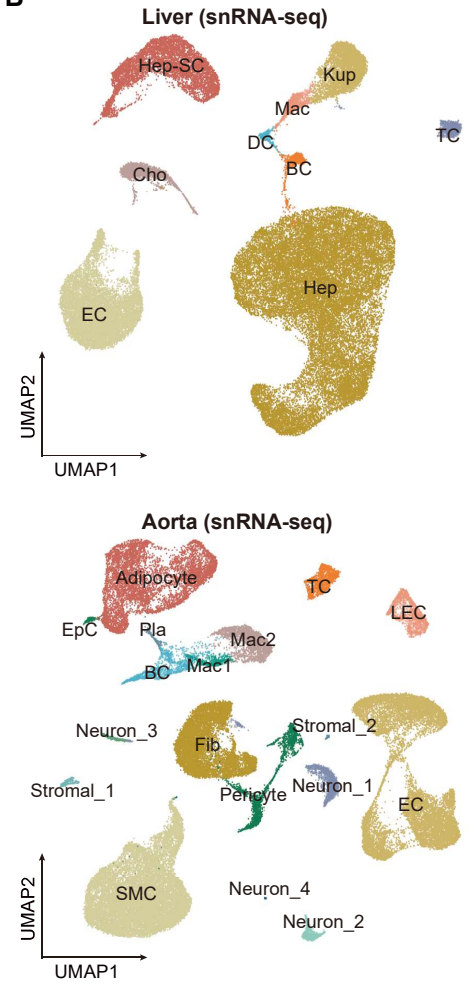 B
Liver (snRNA-seq)
Hep-SC
Kup
Mac
TC
DC
BC
Cho
Hep
EC
UMAP2
UMAP1
Aorta (snRNA-seq)
Adipocyte
TC
LEC
EpC
Pla
Mac2
Mac1
BC
Neuron_3
Stromal_2
Fib
Stromal_1
Neuron_1
Pericyte
EC
SMC
Neuron_4
Neuron_2
UMAP2
UMAP1